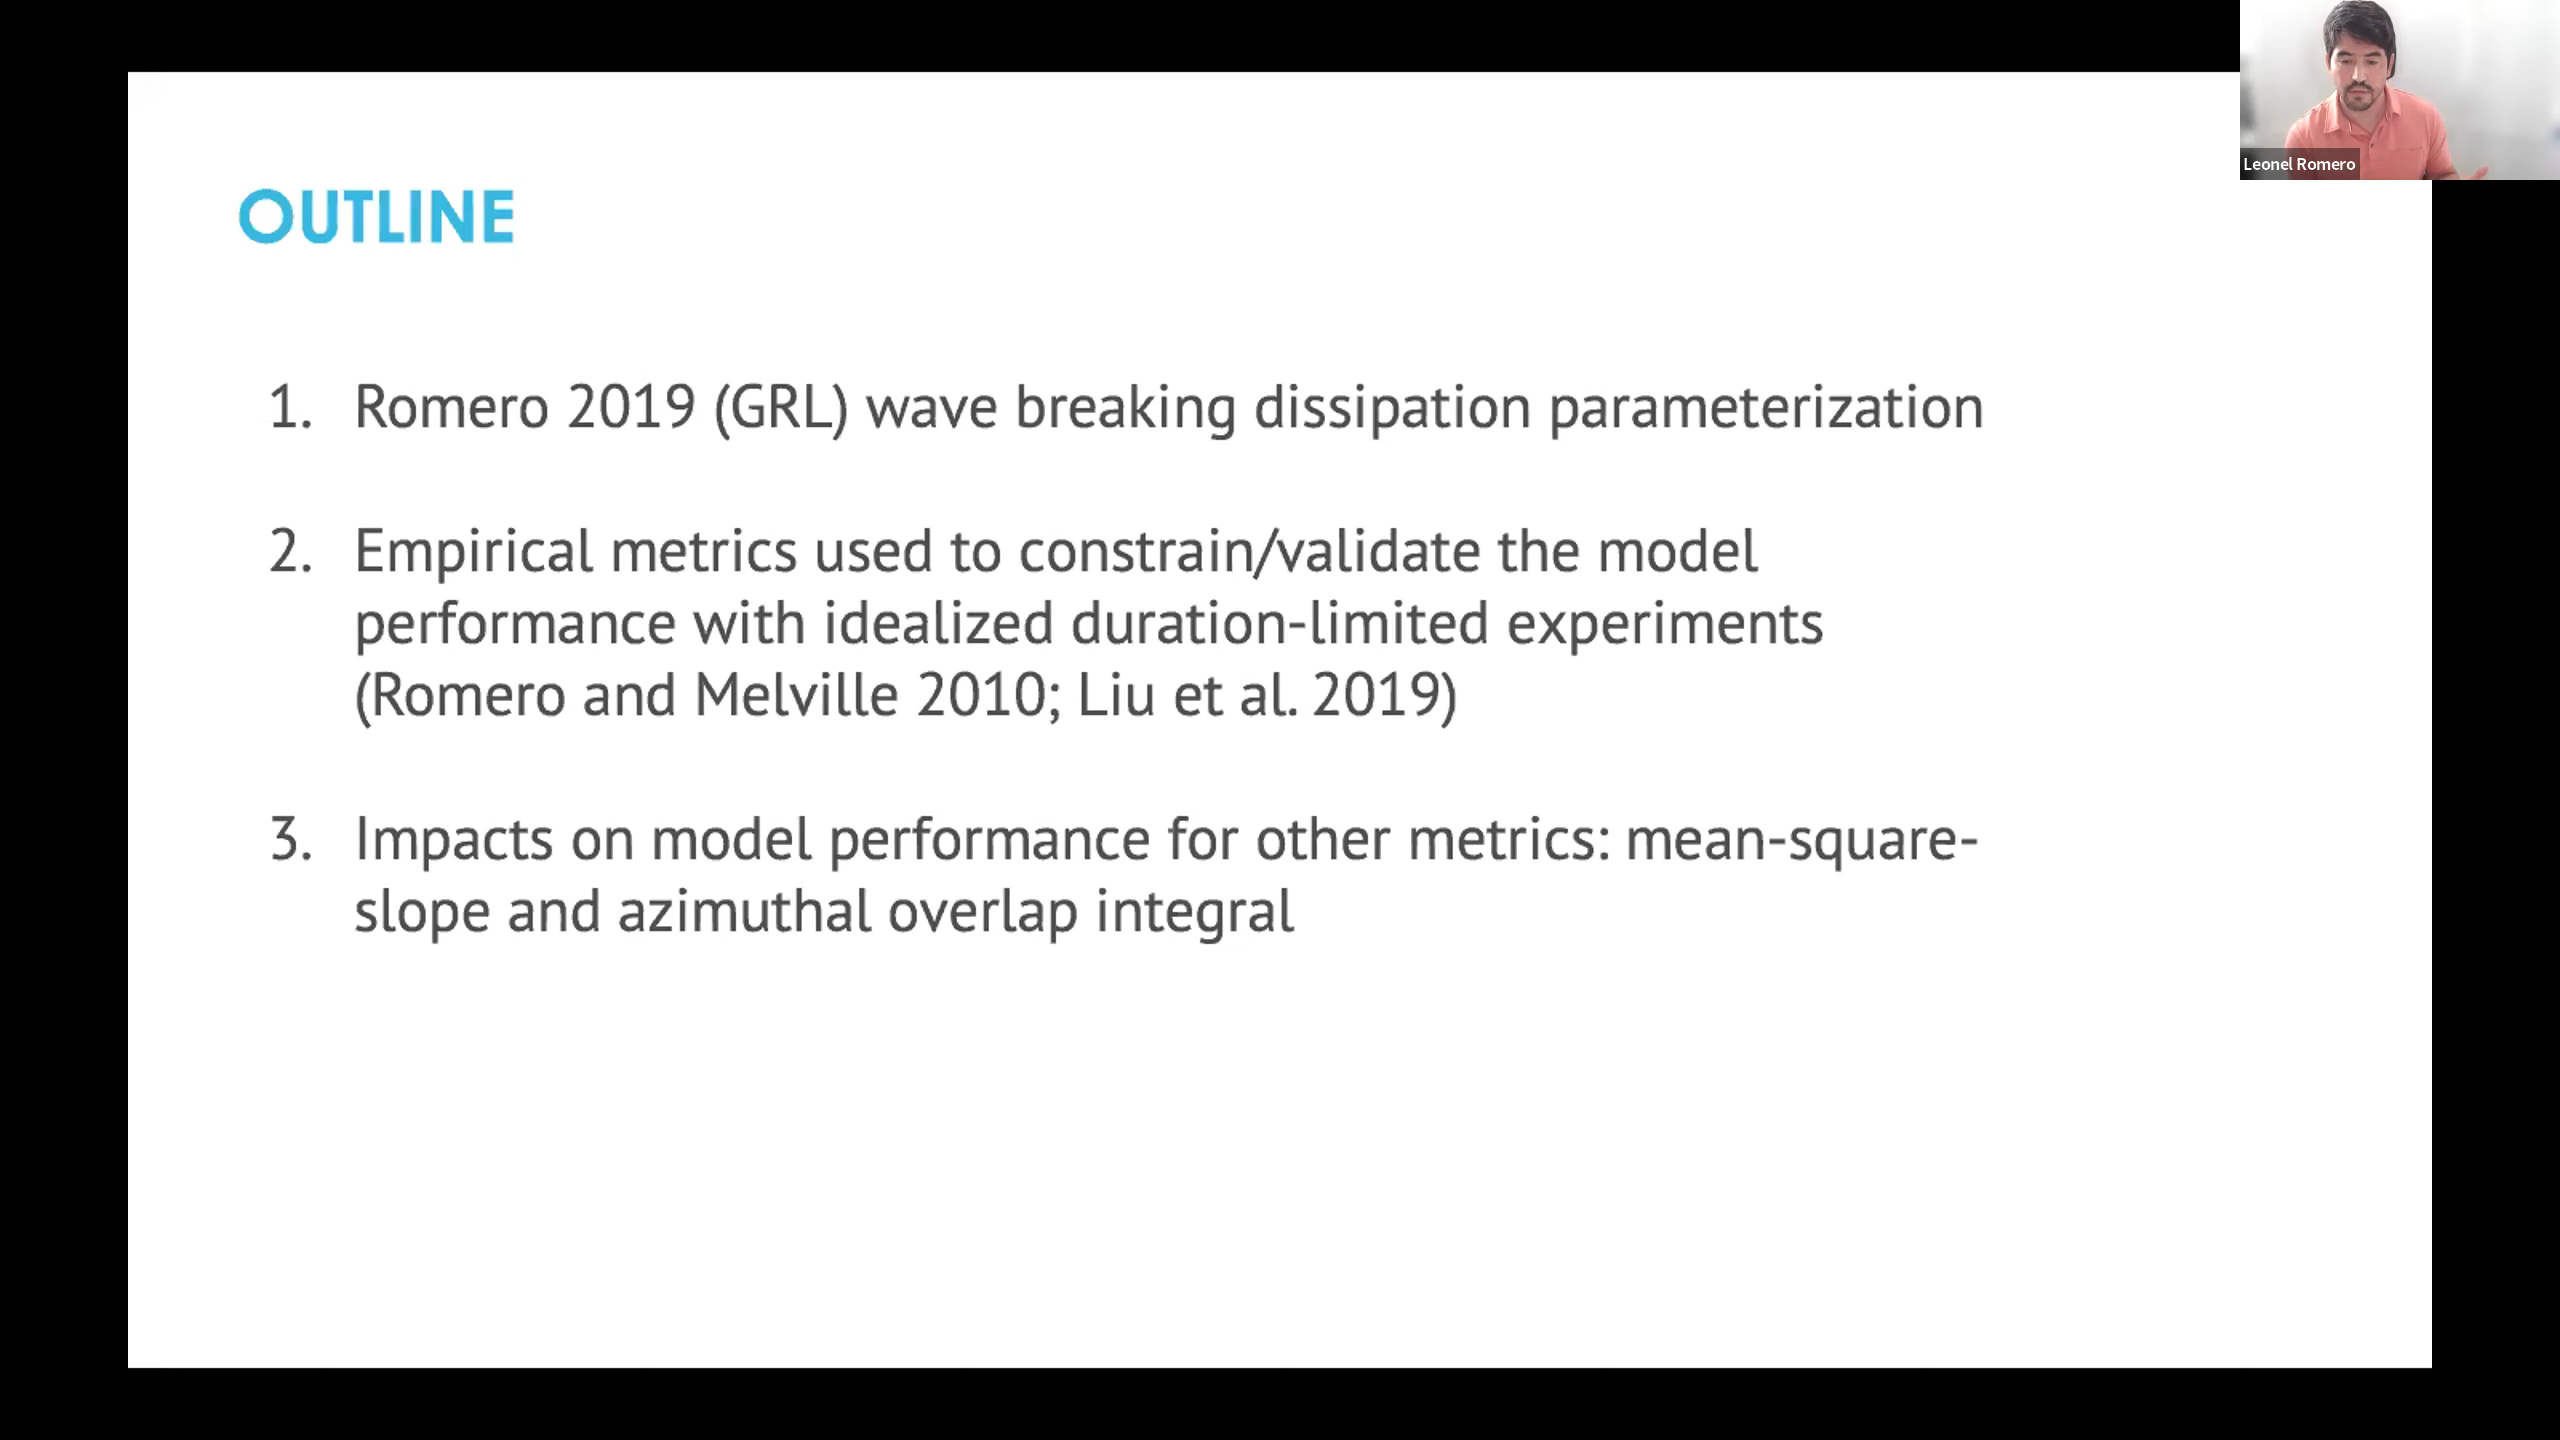 Leonel Romero
OUTLINE
1. Romero 2019 (GRL) wave breaking dissipation parameterization
2. Empirical metrics used to constrain/validate the model
performance with idealized duration-limited experiments
(Romero and Melville 2010; Liu et al. 2019)
3. Impacts on model performance for other metrics: mean-square-
slope and azimuthal overlap integral